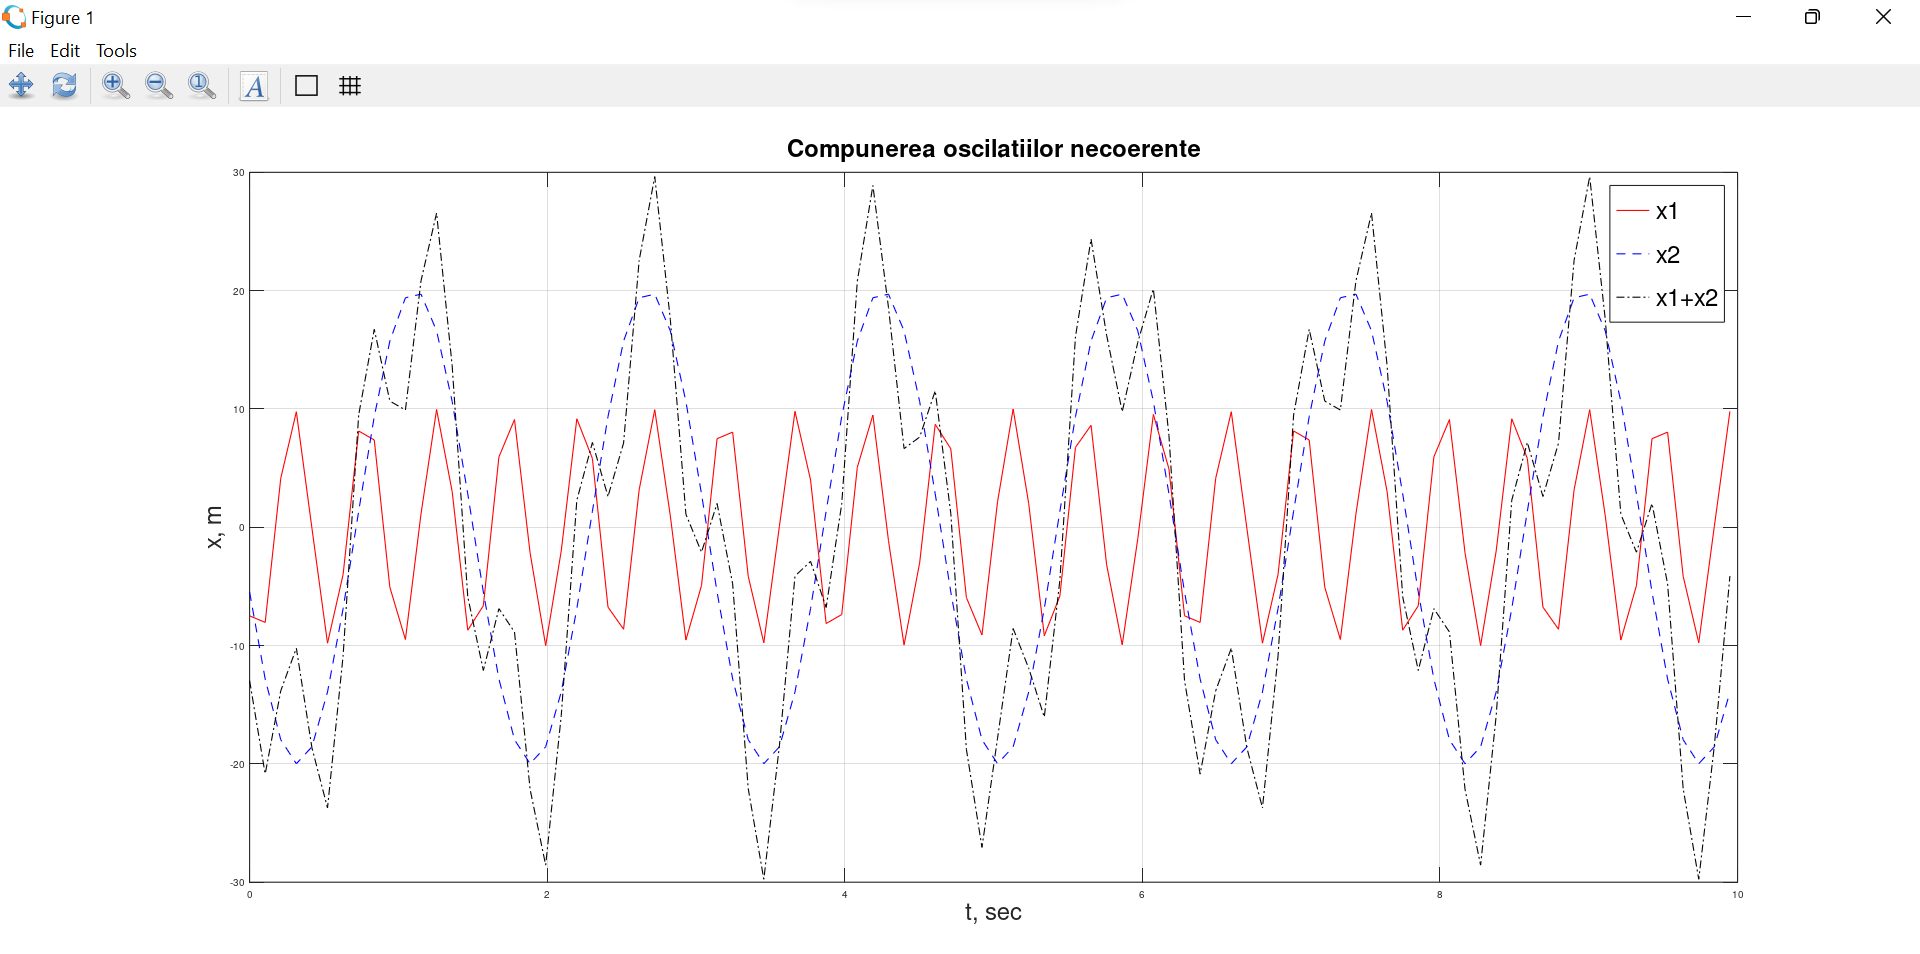 Figure 1
File Edit Tools
1 A
Compunerea oscilatiilor necoerente
30
20
10
0
-10
-20
-30
x, m
x1
x2
x1+x2
0 2 4 6 8 10
t, sec